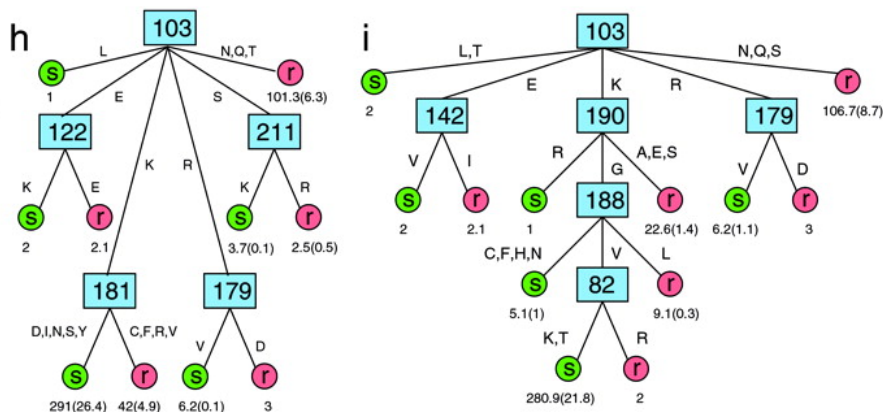 h
103
L
N,Q,T
s
1
r
101.3(6.3)
E
S
K
R
122
211
K
E
K
R
s
2
r
2.1
s
3.7(0.1)
r
2.5(0.5)
181
179
D,I,N,S,Y
C,F,R,V
V
D
s
291(26.4)
r
42(4.9)
s
6.2(0.1)
r
3
i
103
L,T
N,Q,S
E
K
R
s
2
r
106.7(8.7)
142
190
179
V
I
R
A,E,S
G
V
D
s
2
r
2.1
s
1
188
r
22.6(1.4)
s
6.2(1.1)
r
3
C,F,H,N
V
L
s
5.1(1)
82
r
9.1(0.3)
K,T
R
s
280.9(21.8)
r
2